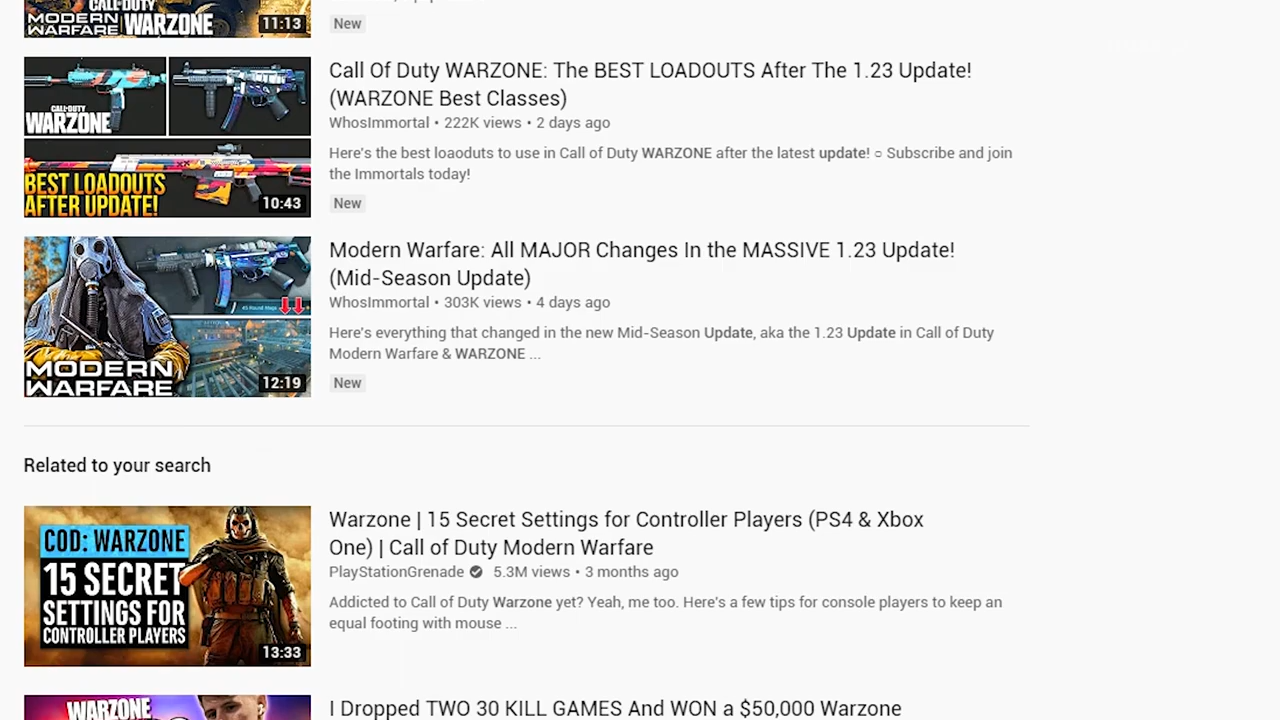 CALL·DUTY
MODERN
WARFARE WARZONE
11:13
New
CALL·DUTY
WARZONE
BEST LOADOUTS
AFTER UPDATE!
10:43
Call Of Duty WARZONE: The BEST LOADOUTS After The 1.23 Update!
(WARZONE Best Classes)
WhosImmortal • 222K views • 2 days ago
Here's the best loaoduts to use in Call of Duty WARZONE after the latest update! ○ Subscribe and join
the Immortals today!
New
MODERN
WARFARE
12:19
Modern Warfare: All MAJOR Changes In the MASSIVE 1.23 Update!
(Mid-Season Update)
WhosImmortal • 303K views • 4 days ago
Here's everything that changed in the new Mid-Season Update, aka the 1.23 Update in Call of Duty
Modern Warfare & WARZONE ...
New
Related to your search
COD: WARZONE
15 SECRET
SETTINGS FOR
CONTROLLER PLAYERS
13:33
Warzone | 15 Secret Settings for Controller Players (PS4 & Xbox
One) | Call of Duty Modern Warfare
PlayStationGrenade 5.3M views • 3 months ago
Addicted to Call of Duty Warzone yet? Yeah, me too. Here's a few tips for console players to keep an
equal footing with mouse ...
WARZONE
I Dropped TWO 30 KILL GAMES And WON a $50,000 Warzone